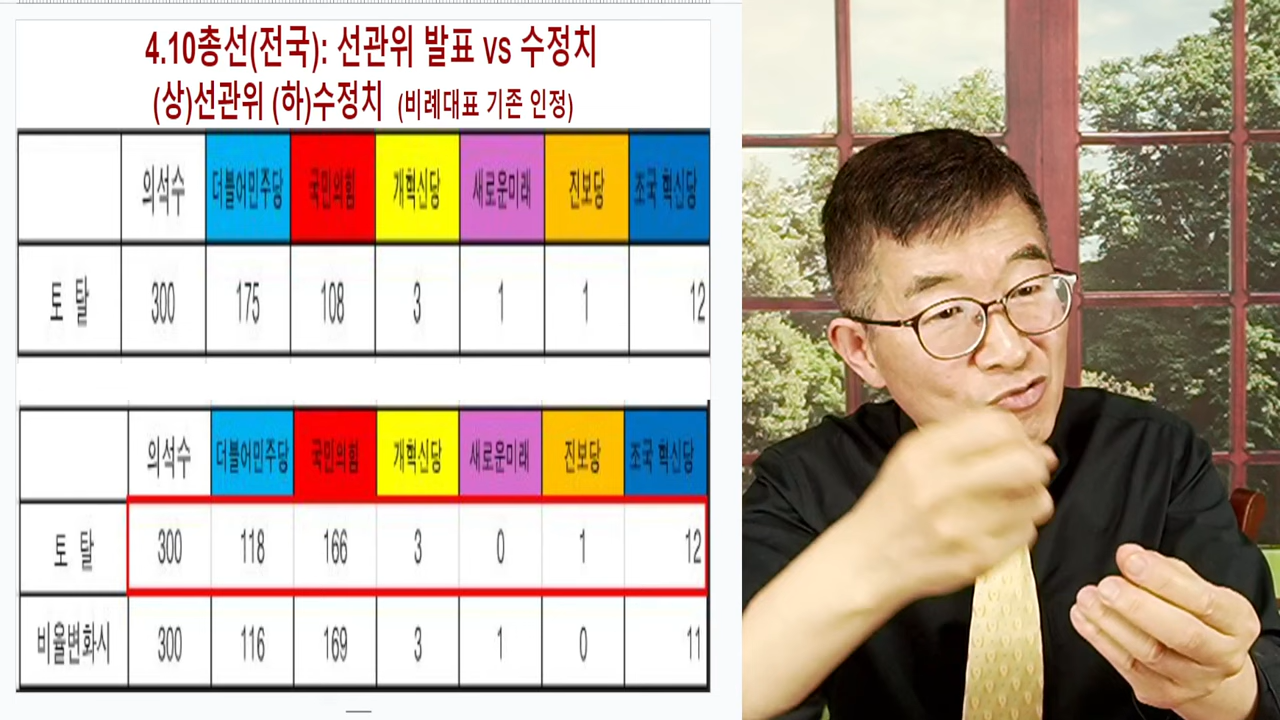 4.10총선(전국): 선관위 발표 vs 수정치
(상)선관위 (하)수정치 (비례대표 기존 인정)
의석수 더불어민주당 국민의힘 개혁신당 새로운미래 진보당 조국 혁신당
토 탈 300 175 108 3 1 1 12
의석수 더불어민주당 국민의힘 개혁신당 새로운미래 진보당 조국 혁신당
토 탈 300 118 166 3 0 1 12
비율변화시 300 116 169 3 1 0 11